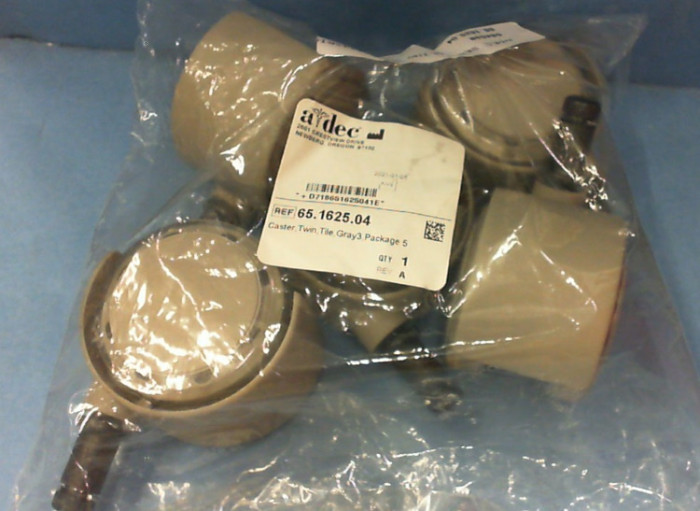 a dec
2601 CRESTVIEW DRIVE
NEWBERG, OREGON 97132
*+D718651625041E*
REF 65.1625.04
Caster, Twin, Tile, Gray3, Package 5
QTY 1
REV A